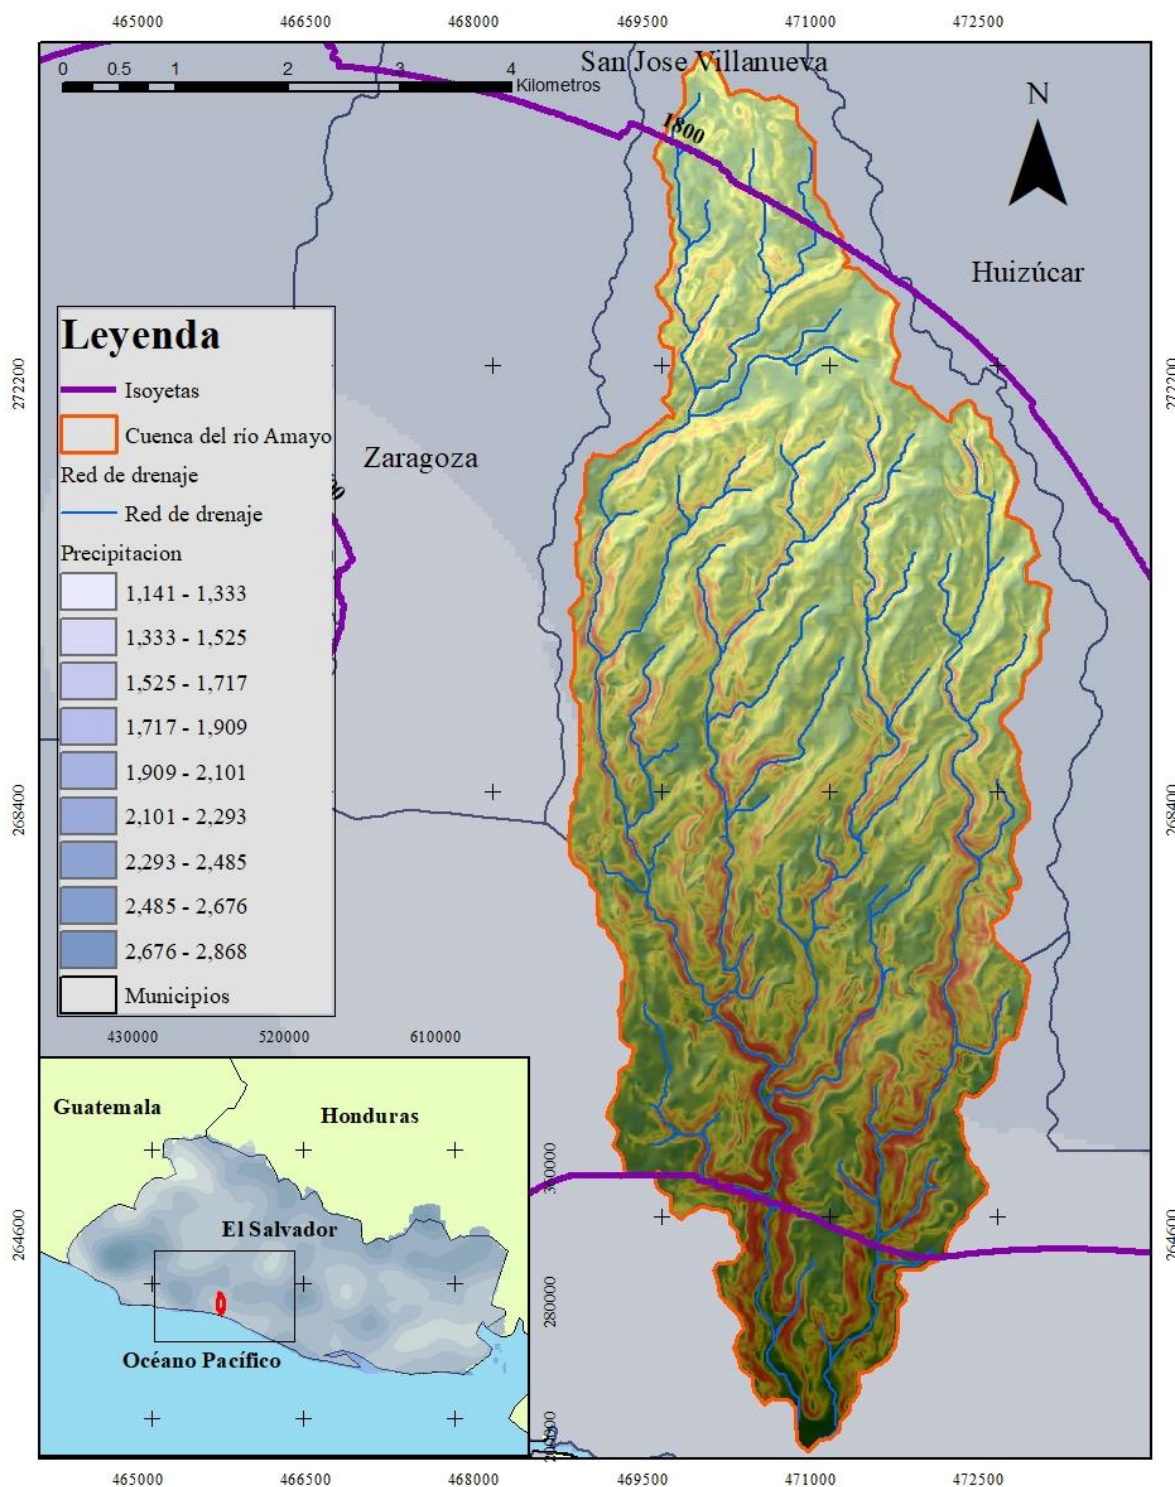 465000 466500 468000 469500 471000 472500
San Jose Villanueva
0 0.5 1 2 3 4
Kilometros
1800
N
Huizúcar
Leyenda
Isoyetas
Cuenca del río Amayo
Red de drenaje
Red de drenaje
Precipitacion
1,141 - 1,333
1,333 - 1,525
1,525 - 1,717
1,717 - 1,909
1,909 - 2,101
2,101 - 2,293
2,293 - 2,485
2,485 - 2,676
2,676 - 2,868
Municipios
272200
272200
Zaragoza
268400
268400
264600
264600
430000 520000 610000
Guatemala
Honduras
El Salvador
Océano Pacífico
360000
280000
200000
465000 466500 468000 469500 471000 472500